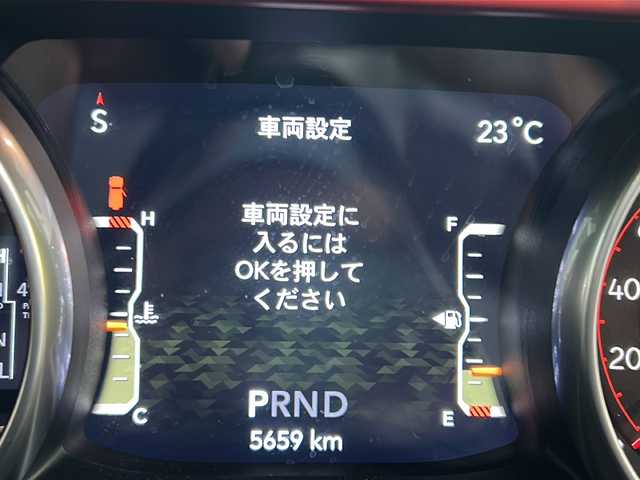 S
車両設定
23°C
H
車両設定に
F
入るには
OKを押して
ください
40
20
C
PRND
E
5659 km